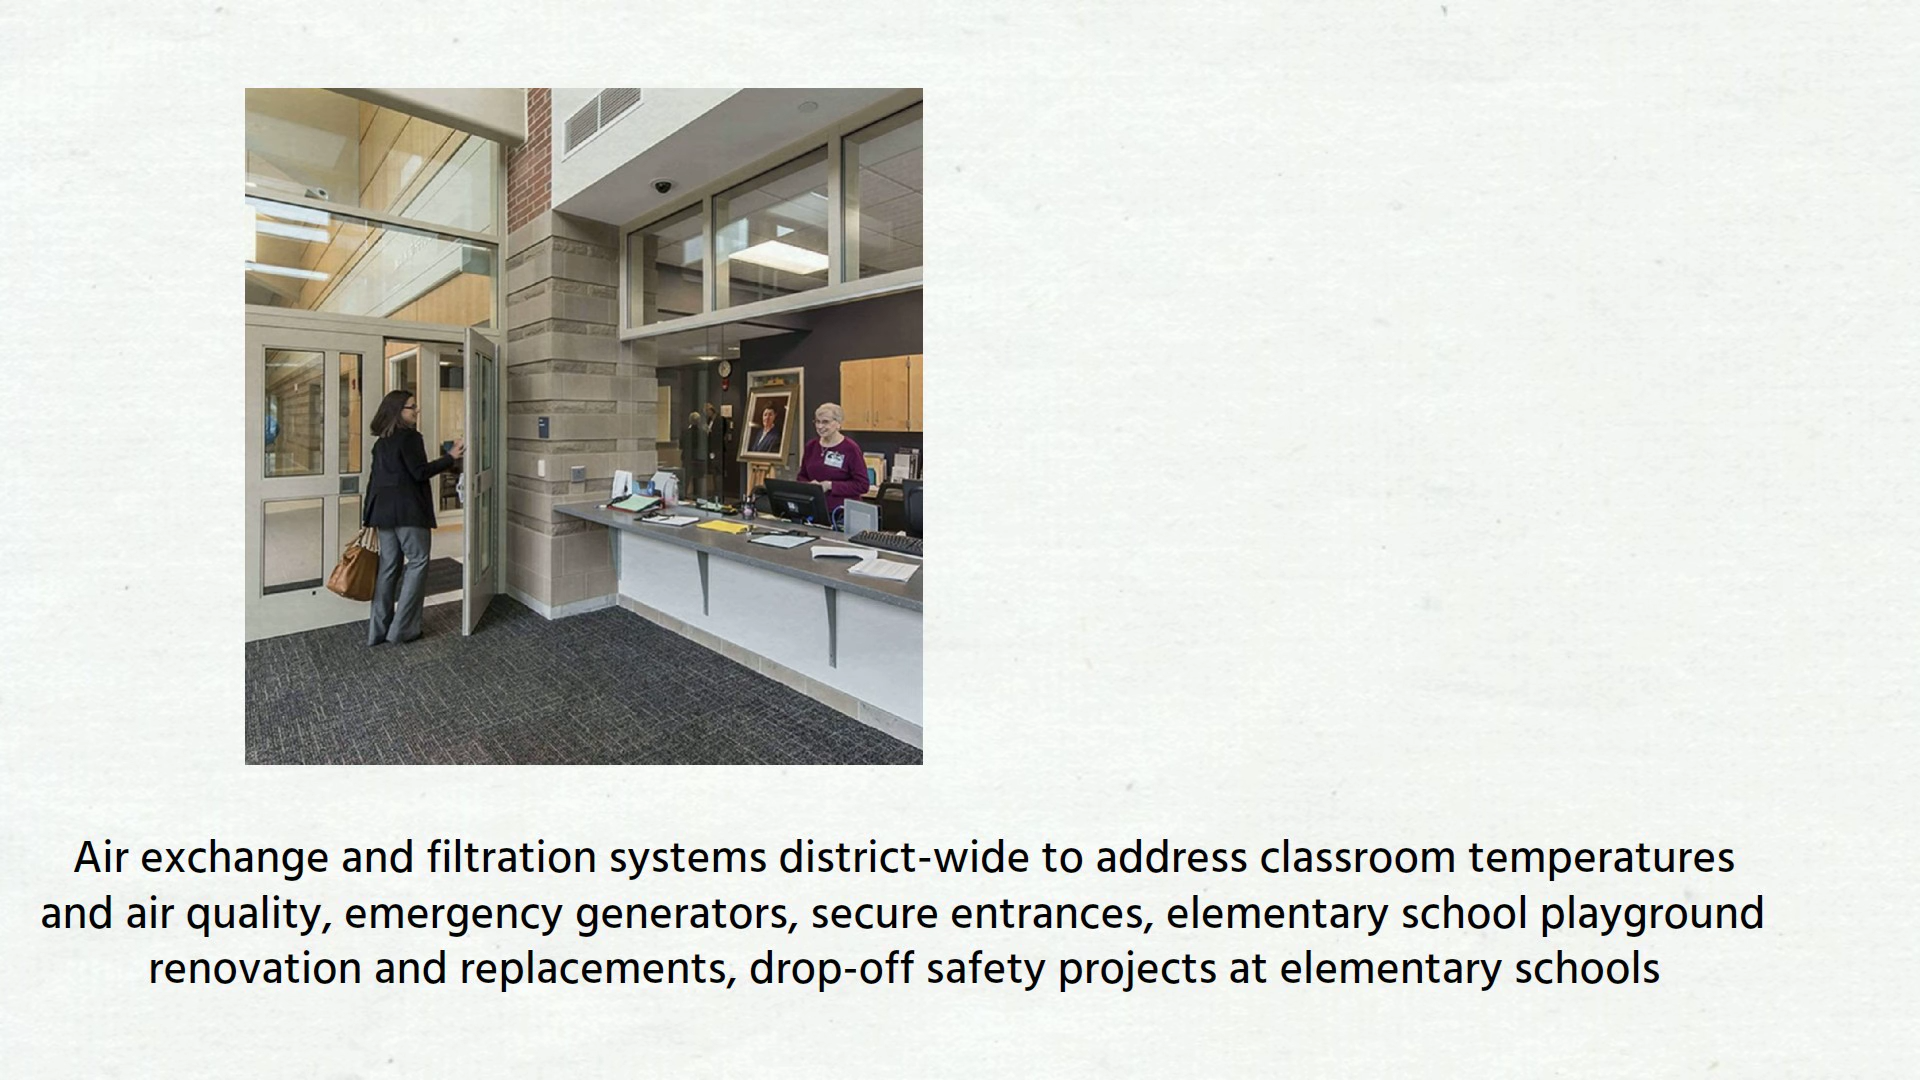 Air exchange and filtration systems district-wide to address classroom temperatures
and air quality, emergency generators, secure entrances, elementary school playground
renovation and replacements, drop-off safety projects at elementary schools